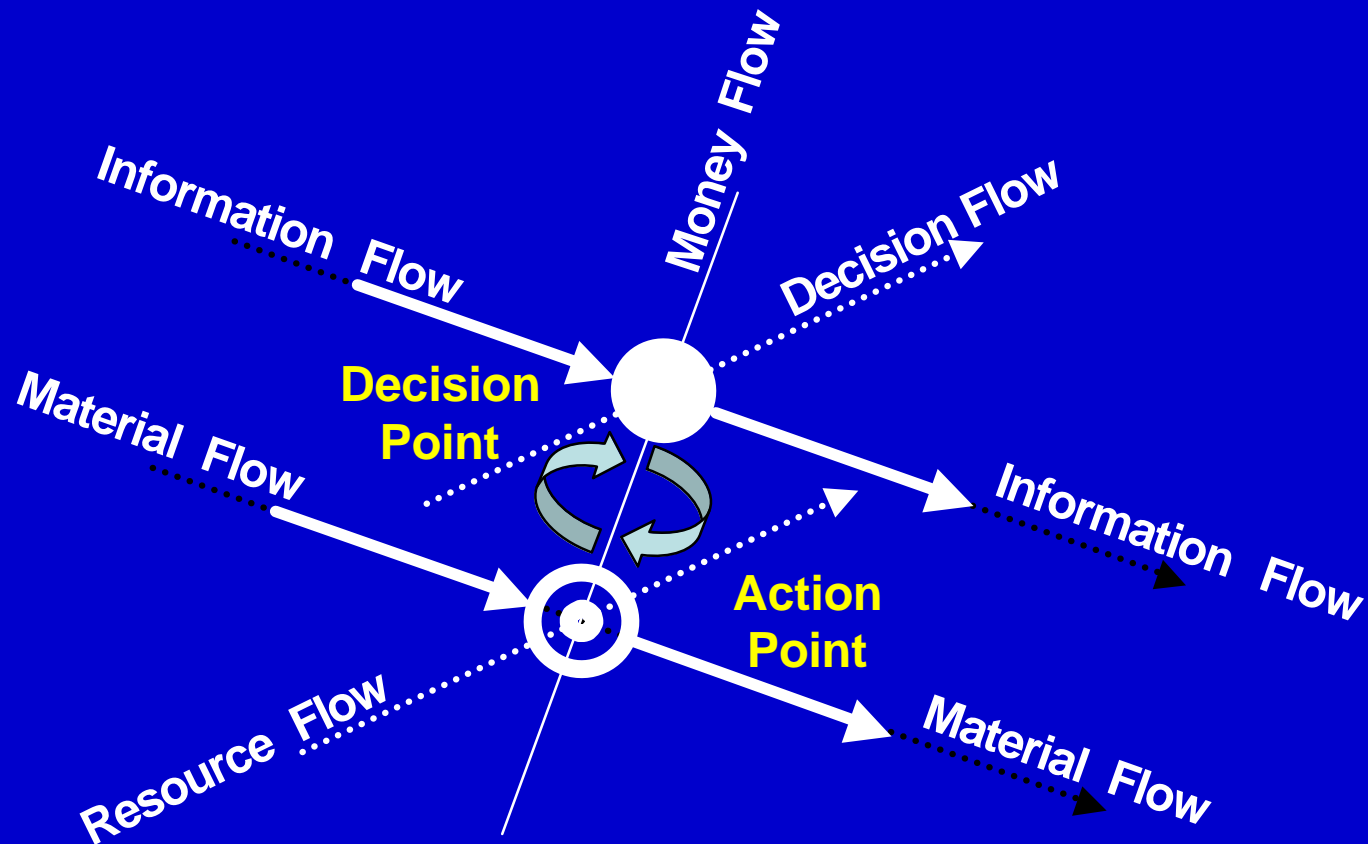 Money Flow
Information Flow
Decision Flow
Decision
Point
Material Flow
Information Flow
Action
Point
Resource Flow
Material Flow